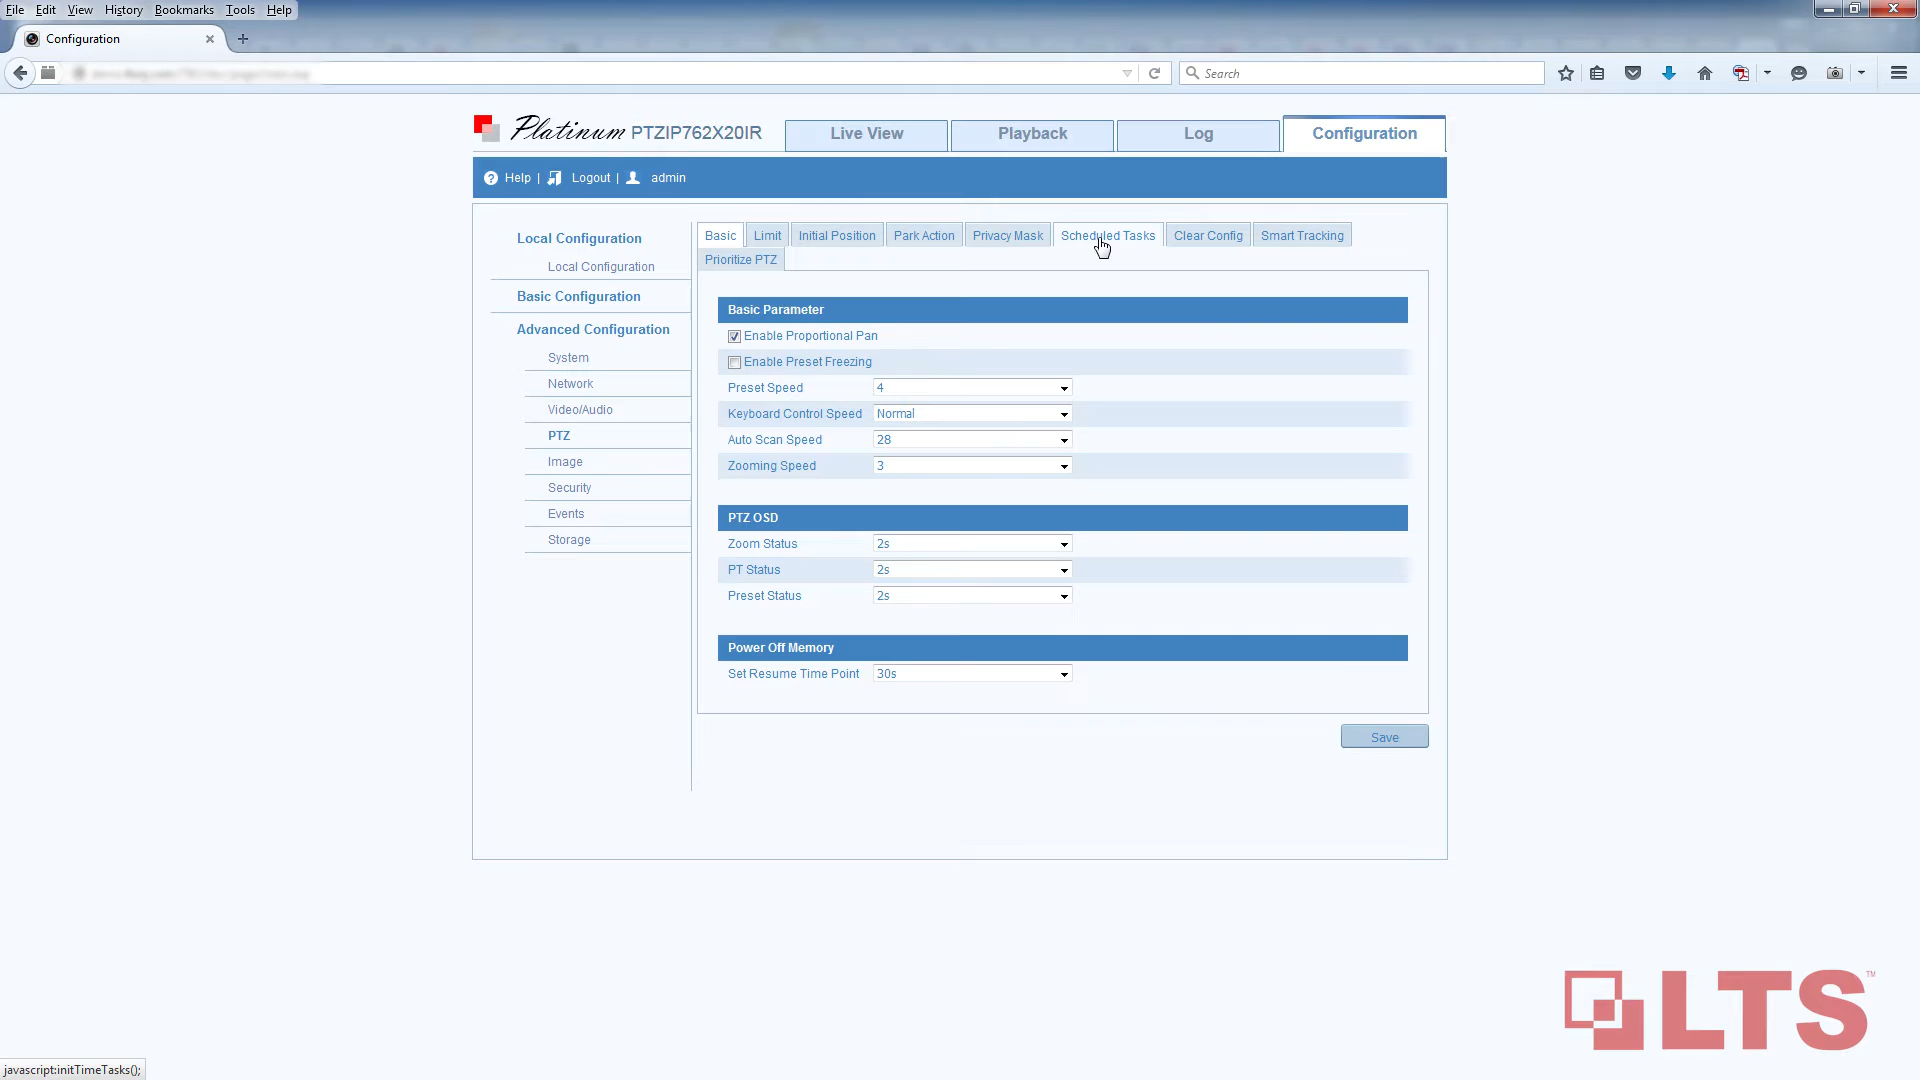 File Edit View History Bookmarks Tools Help
Configuration
Search
Platinum PTZIP762X20IR
Live View
Playback
Log
Configuration
Help | Logout | admin
Local Configuration
Local Configuration
Basic Configuration
Advanced Configuration
System
Network
Video/Audio
PTZ
Image
Security
Events
Storage
Basic Limit Initial Position Park Action Privacy Mask Scheduled Tasks Clear Config Smart Tracking
Prioritize PTZ
Basic Parameter
Enable Proportional Pan
Enable Preset Freezing
Preset Speed 4
Keyboard Control Speed Normal
Auto Scan Speed 28
Zooming Speed 3
PTZ OSD
Zoom Status 2s
PT Status 2s
Preset Status 2s
Power Off Memory
Set Resume Time Point 30s
Save
LTS™
javascript:initTimeTasks();